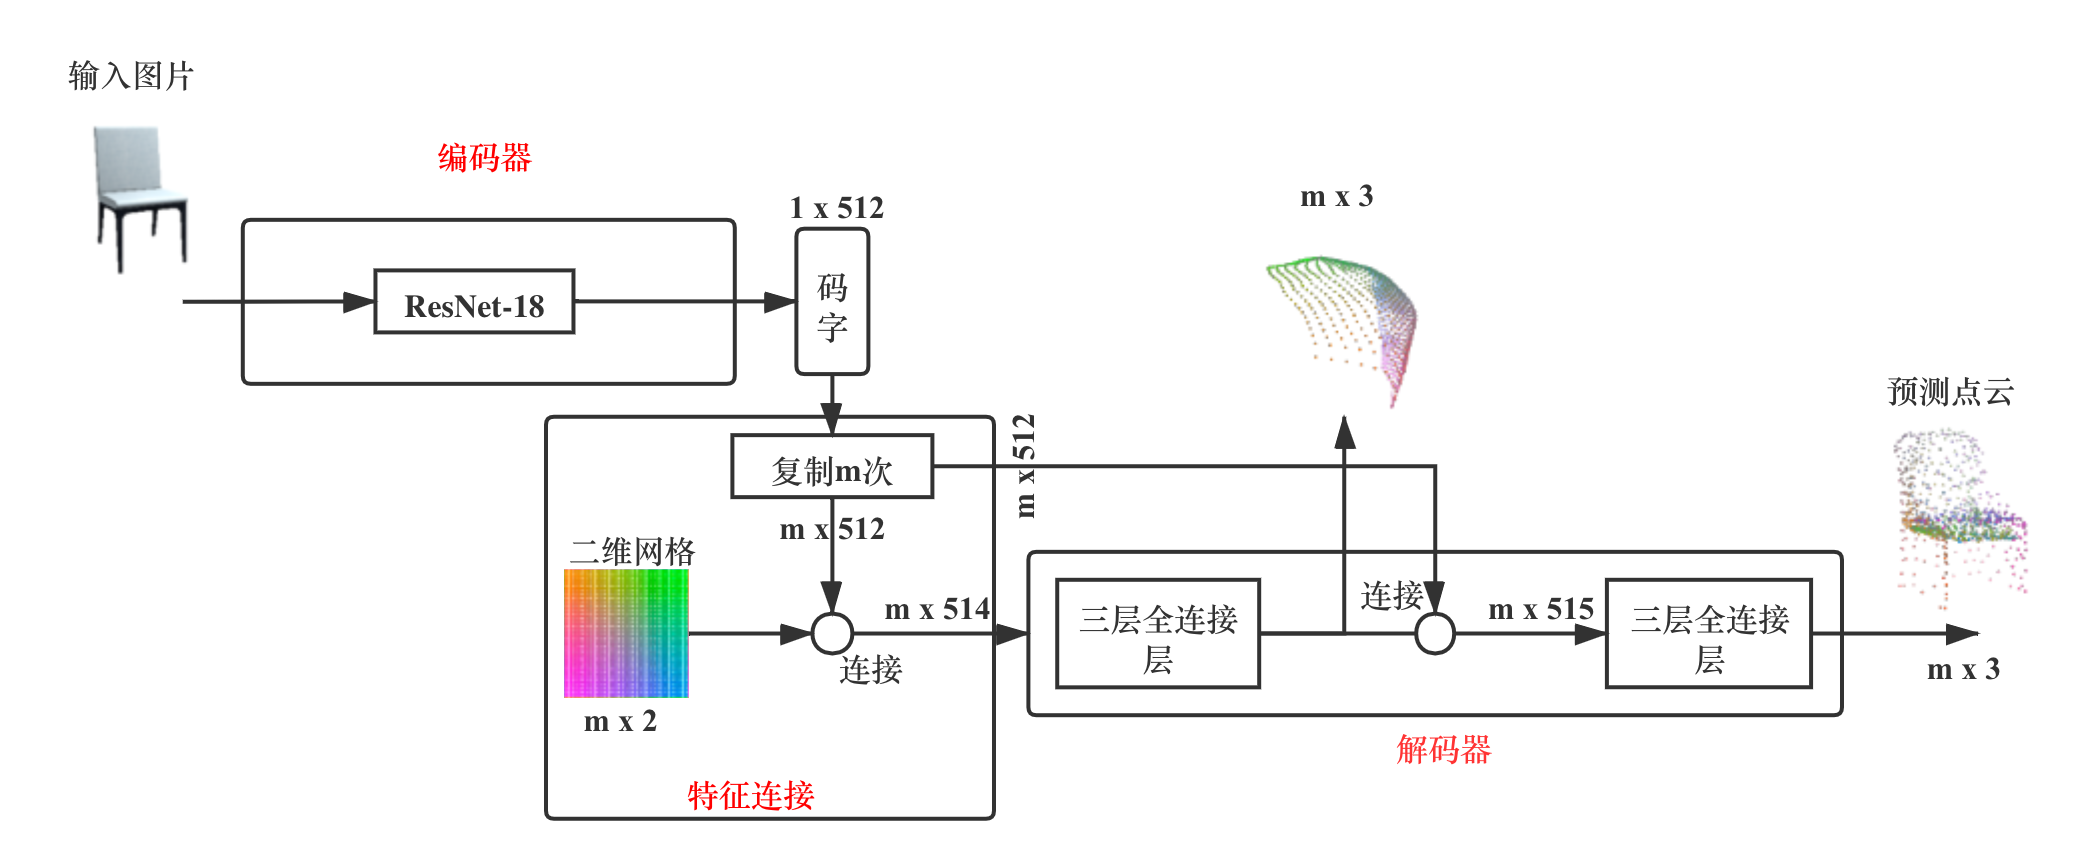 输入图片
编码器
ResNet-18
1 x 512
码
字
m x 3
复制m次
m x 512
m x 512
二维网格
m x 2
连接
m x 514
特征连接
三层全连接
层
连接
m x 515
三层全连接
层
解码器
预测点云
m x 3